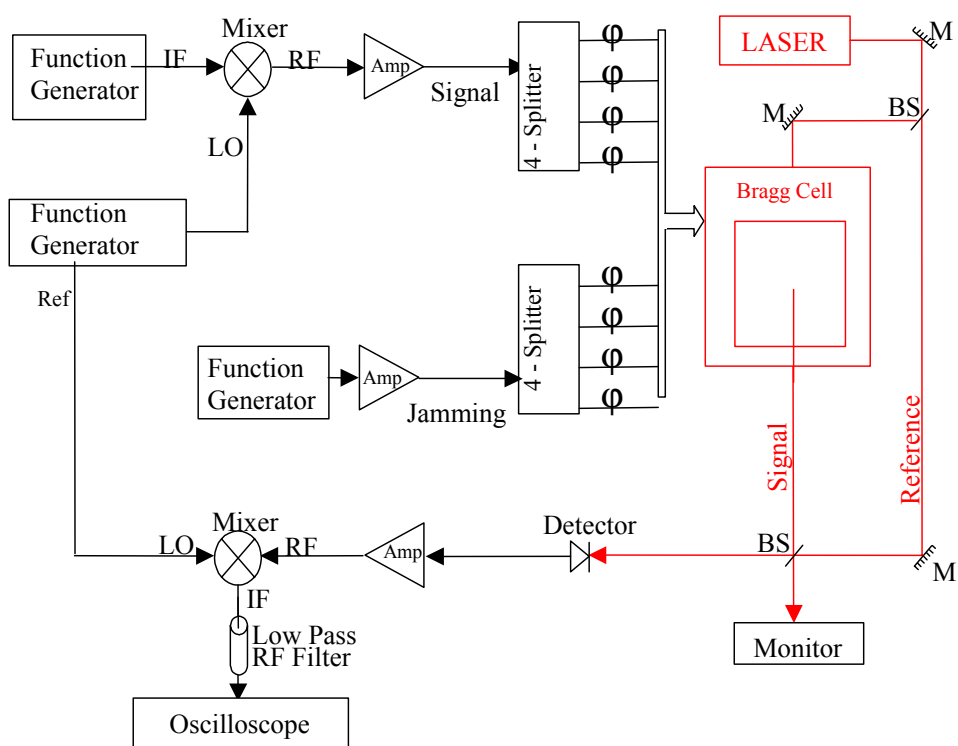 Function
Generator
IF
Mixer
RF
Amp
Signal
4 - Splitter
φ
φ
φ
φ
LASER
M
M
BS
LO
Bragg Cell
Function
Generator
Ref
4 - Splitter
φ
φ
φ
φ
Function
Generator
Amp
Jamming
Signal
Reference
Mixer
LO
RF
Amp
Detector
BS
M
IF
Low Pass
RF Filter
Monitor
Oscilloscope